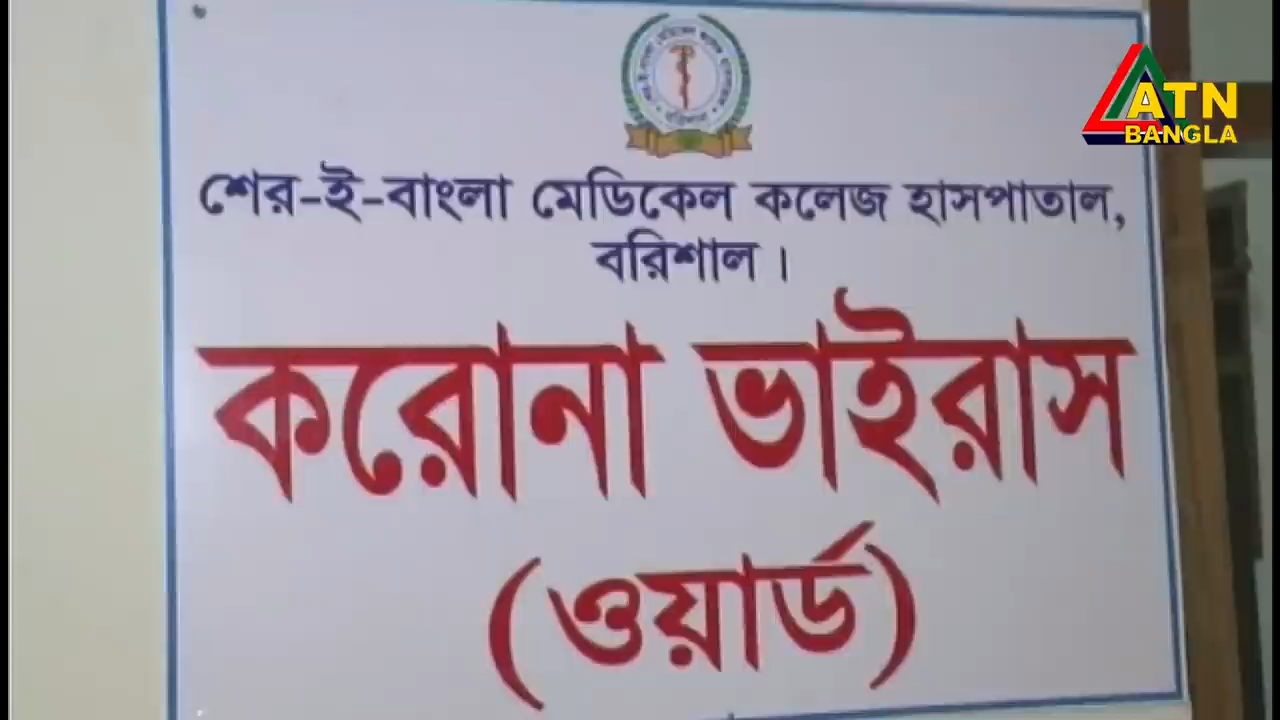 শের-ই-বাংলা মেডিকেল কলেজ হাসপাতাল,
বরিশাল।
করোনা ভাইরাস
(ওয়ার্ড)
ATN
BANGLA